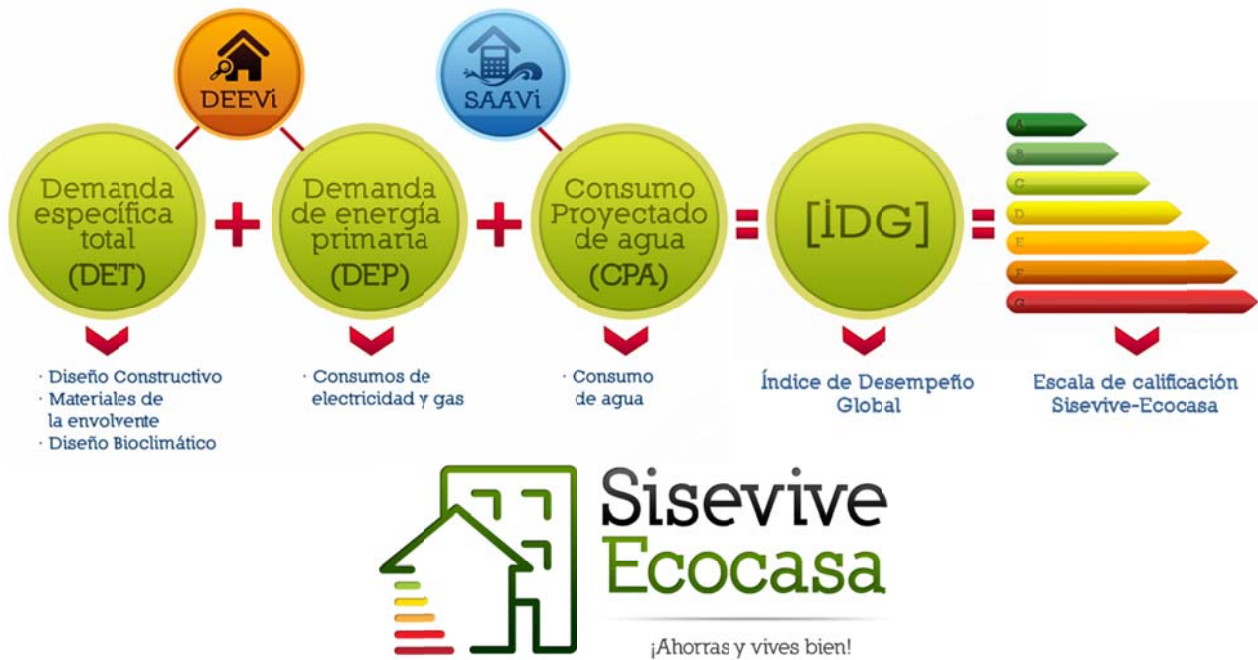 DEEVi
SAAVi
Demanda
específica
total
(DET)
+
Demanda
de energía
primaria
(DEP)
+
Consumo
Proyectado
de agua
(CPA)
=
[IDG]
=
A
B
C
D
E
F
G
· Diseño Constructivo
· Materiales de
la envolvente
· Diseño Bioclimático
· Consumos de
electricidad y gas
· Consumo
de agua
Índice de Desempeño
Global
Escala de calificación
Sisevive-Ecocasa
Sisevive
Ecocasa
¡Ahorras y vives bien!